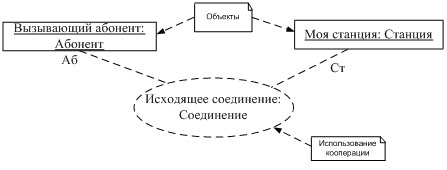 Объекты
Вызывающий абонент:
Абонент
Моя станция: Станция
Аб
Ст
Исходящее соединение:
Соединение
Использование
кооперации